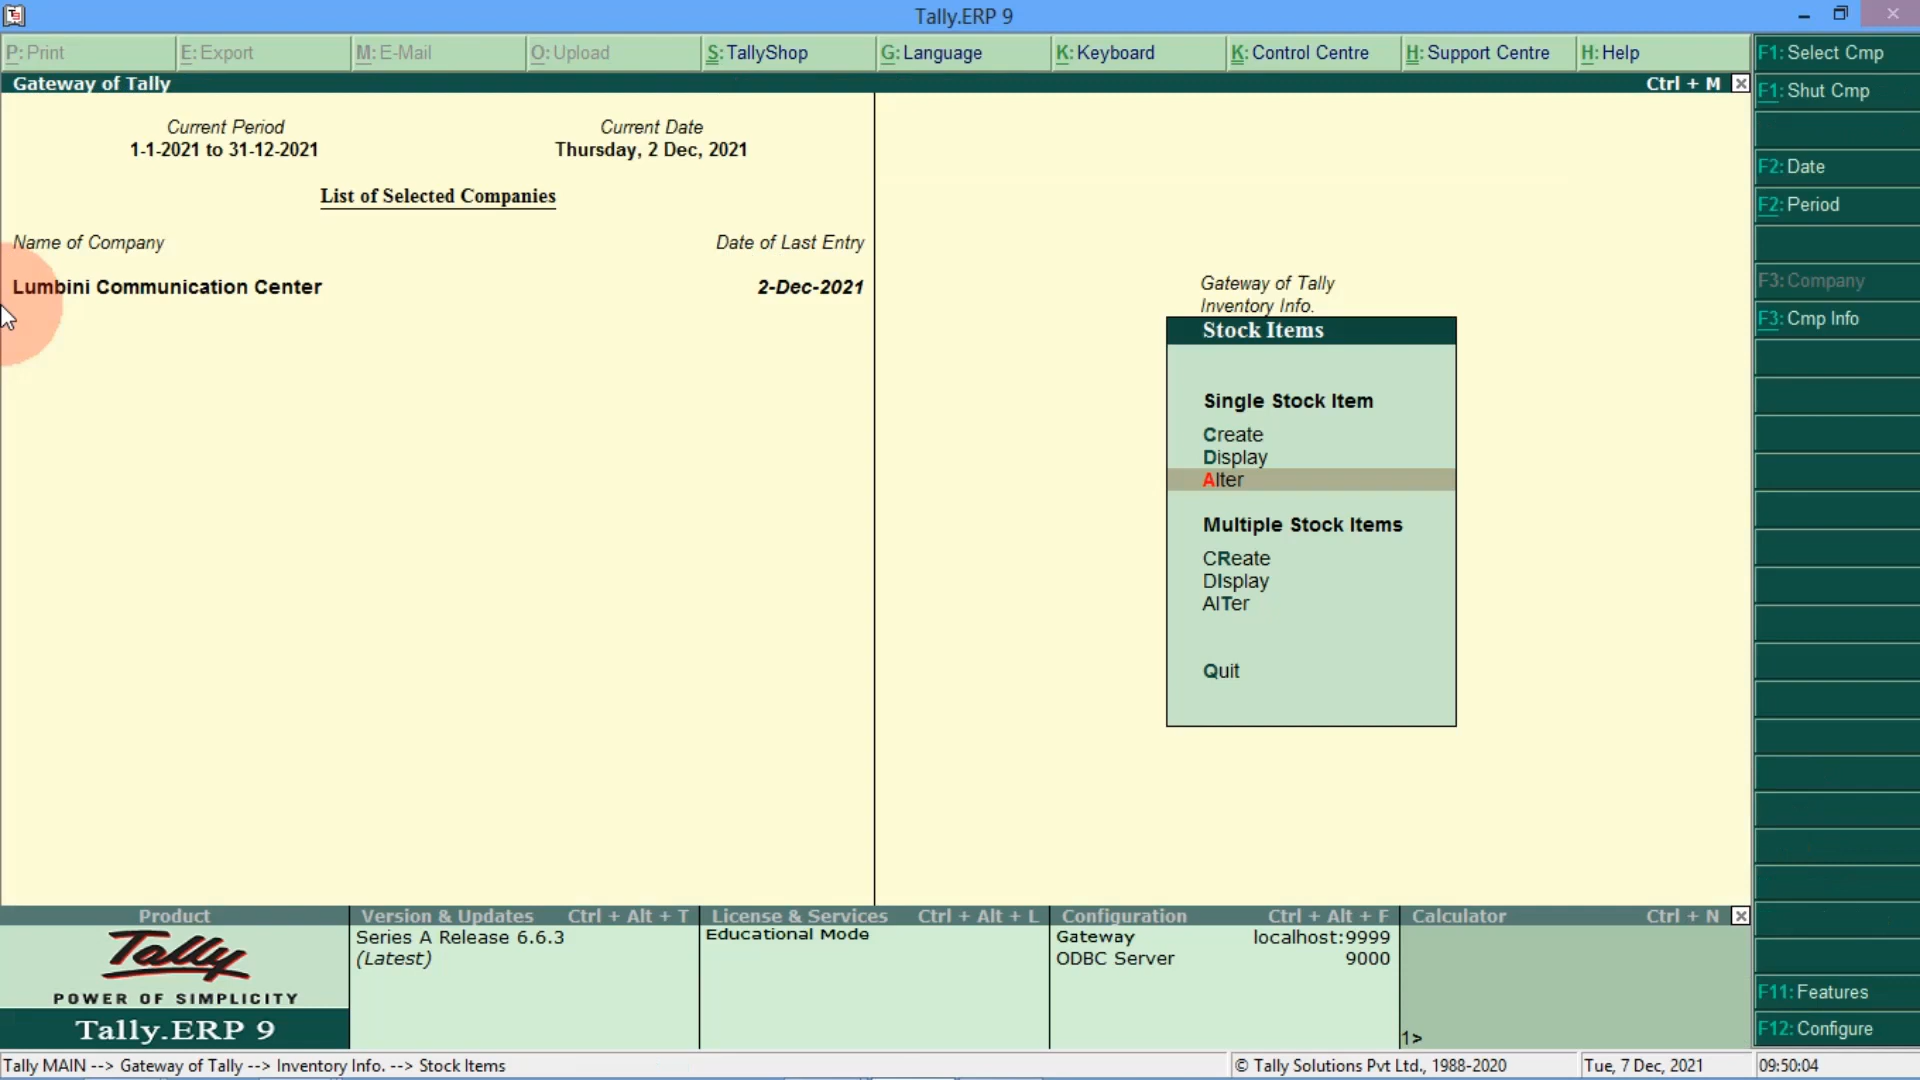 Tally.ERP 9
P: Print E: Export M: E-Mail O: Upload S: TallyShop G: Language K: Keyboard K: Control Centre H: Support Centre H: Help
Gateway of Tally Ctrl + M
Current Period Current Date
1-1-2021 to 31-12-2021 Thursday, 2 Dec, 2021
List of Selected Companies
Name of Company Date of Last Entry
Lumbini Communication Center 2-Dec-2021
Gateway of Tally
Inventory Info.
Stock Items
Single Stock Item
Create
Display
Alter
Multiple Stock Items
CReate
DIsplay
AlTer
Quit
F1: Select Cmp
F1: Shut Cmp
F2: Date
F2: Period
F3: Company
F3: Cmp Info
F11: Features
F12: Configure
Product
Tally
POWER OF SIMPLICITY
Tally.ERP 9
Version & Updates Ctrl + Alt + T
Series A Release 6.6.3
(Latest)
License & Services Ctrl + Alt + L
Educational Mode
Configuration Ctrl + Alt + F
Gateway localhost:9999
ODBC Server 9000
Calculator Ctrl + N
1>
Tally MAIN --> Gateway of Tally --> Inventory Info. --> Stock Items © Tally Solutions Pvt Ltd., 1988-2020 Tue, 7 Dec, 2021 09:50:04